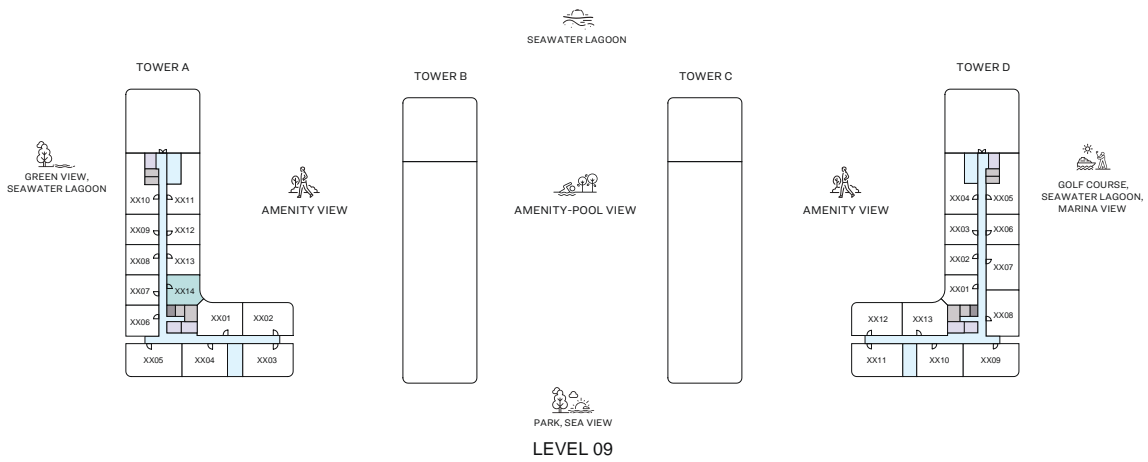 SEAWATER LAGOON
TOWER A
TOWER B
TOWER C
TOWER D
GREEN VIEW,
SEAWATER LAGOON
AMENITY VIEW
AMENITY-POOL VIEW
AMENITY VIEW
GOLF COURSE,
SEAWATER LAGOON,
MARINA VIEW
XX10 XX11
XX09 XX12
XX08 XX13
XX07 XX14
XX06 XX01 XX02
XX05 XX04 XX03
XX04 XX05
XX03 XX06
XX02 XX07
XX01
XX12 XX13 XX08
XX11 XX10 XX09
PARK, SEA VIEW
LEVEL 09